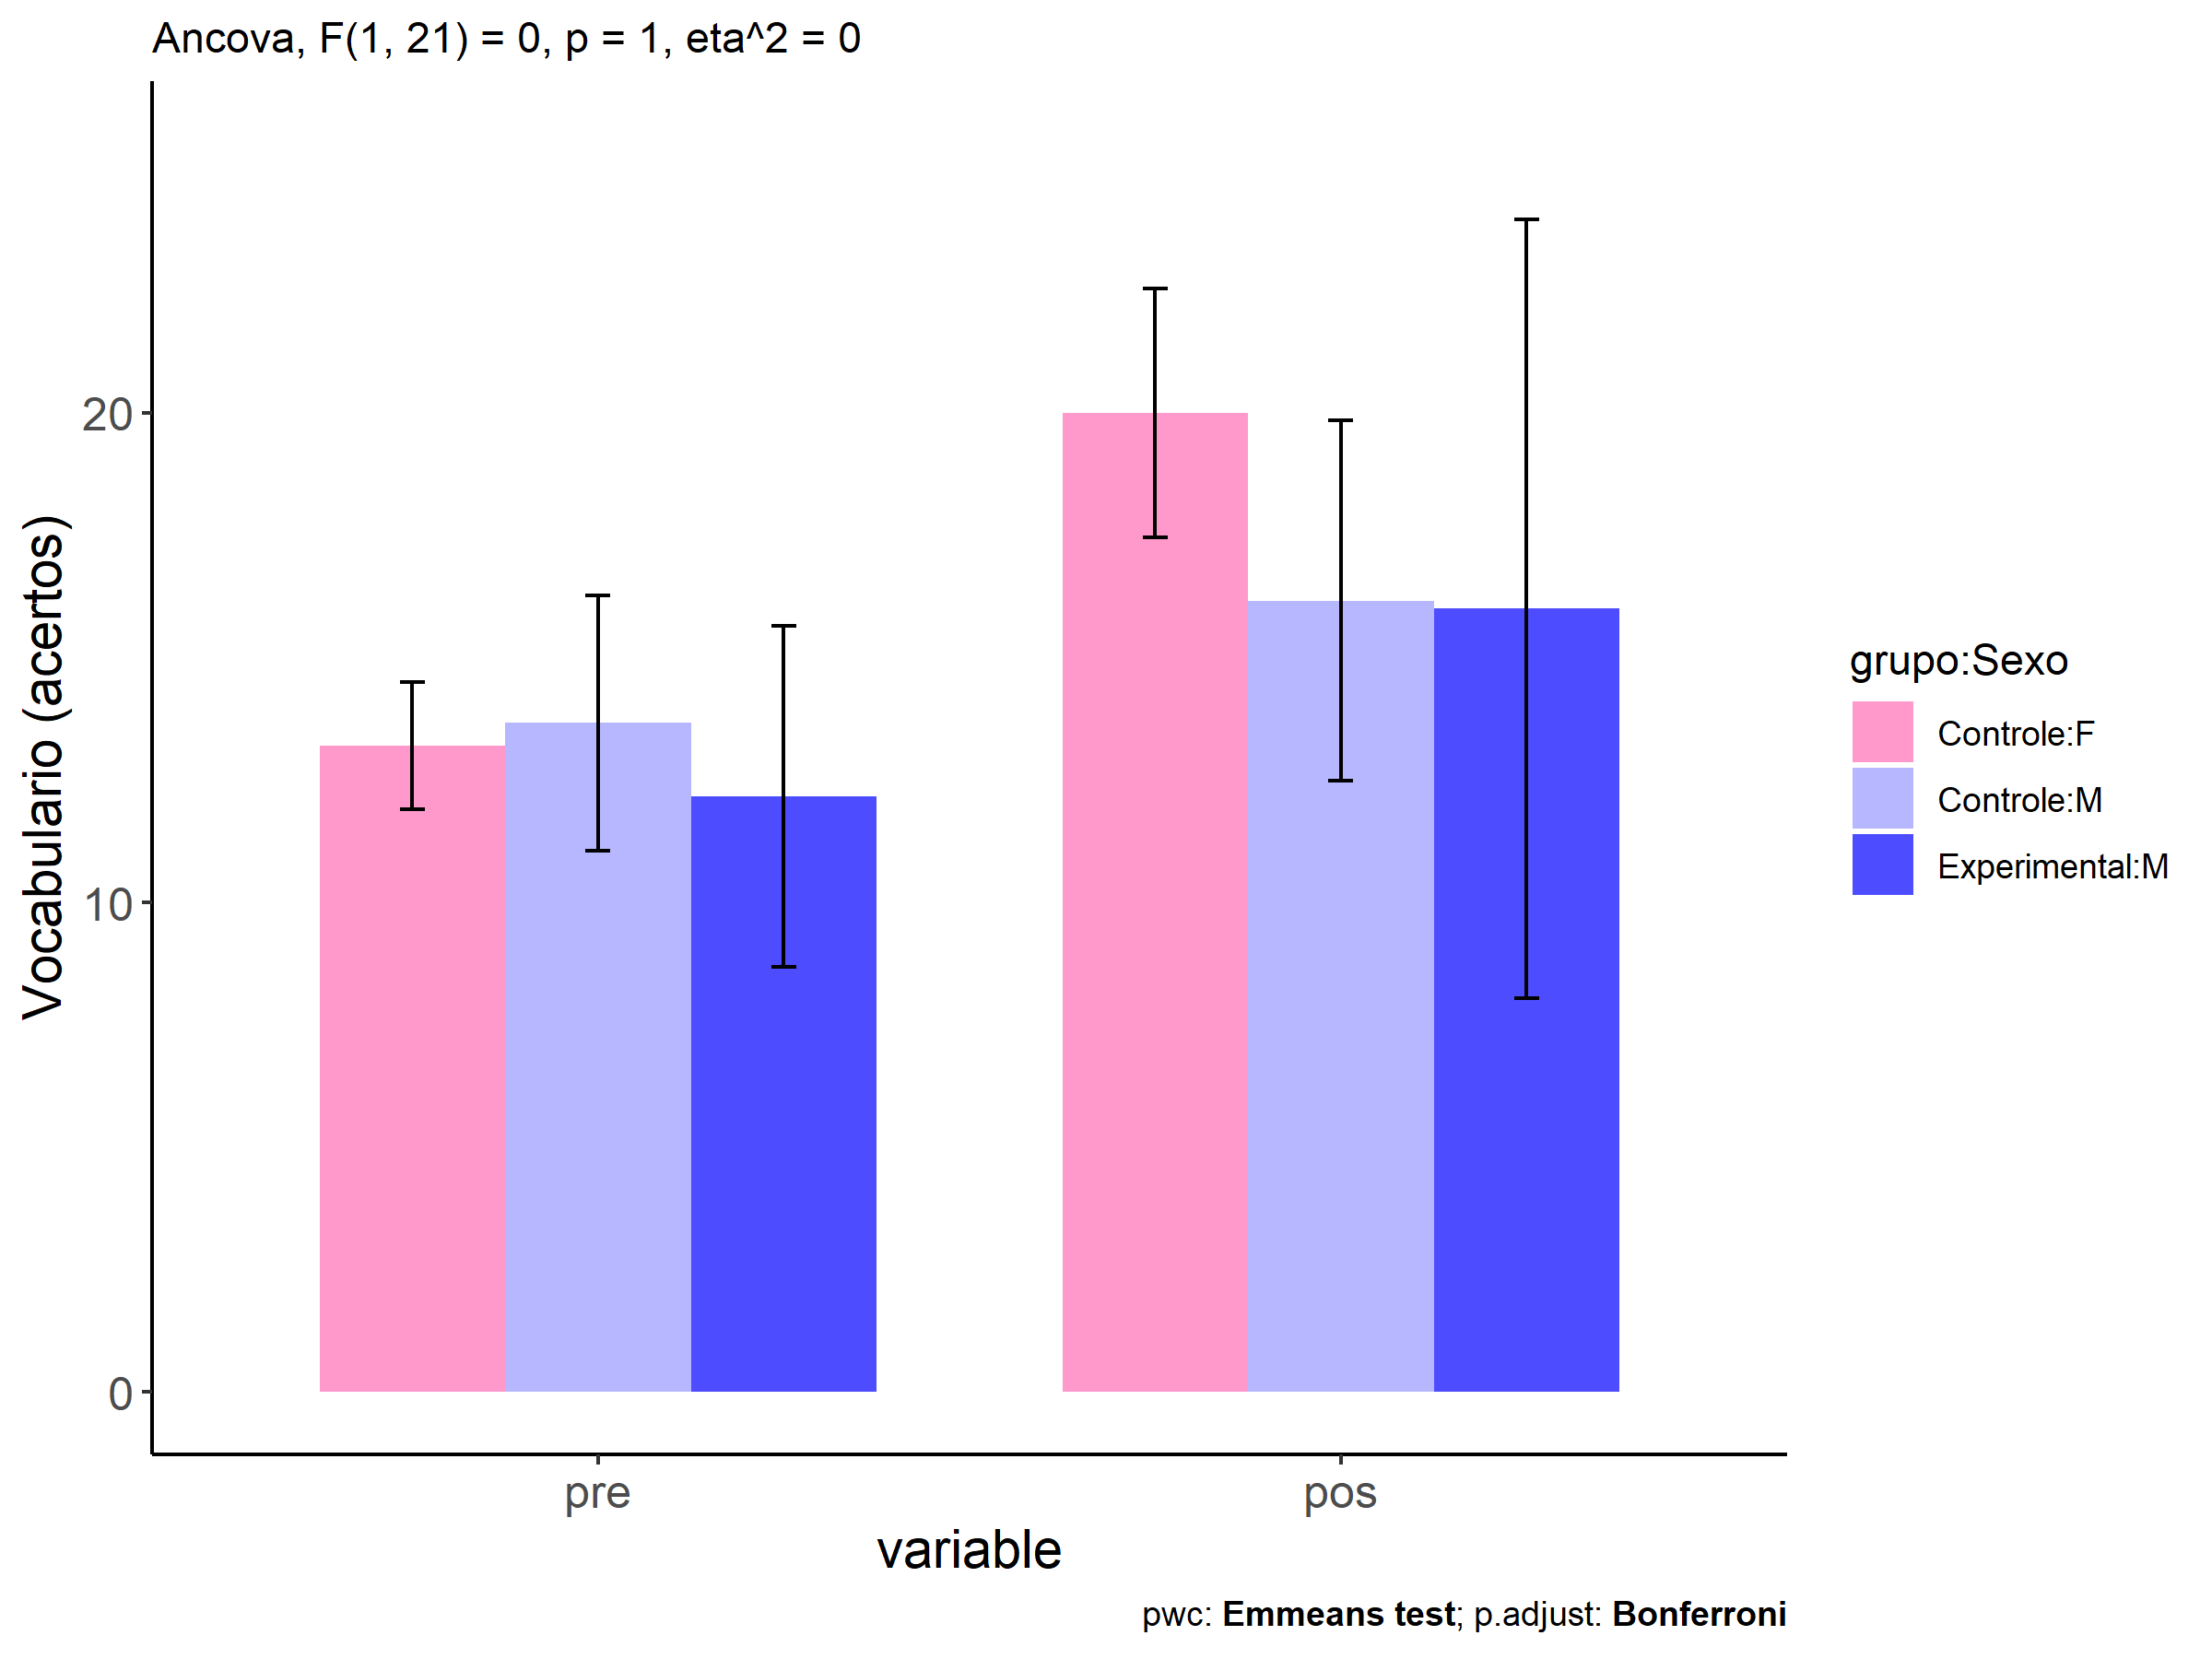 Ancova, F(1, 21) = 0, p = 1, eta^2 = 0
Vocabulario (acertos)
20
10
0
pre
pos
variable
grupo:Sexo
Controle:F
Controle:M
Experimental:M
pwc: Emmeans test; p.adjust: Bonferroni